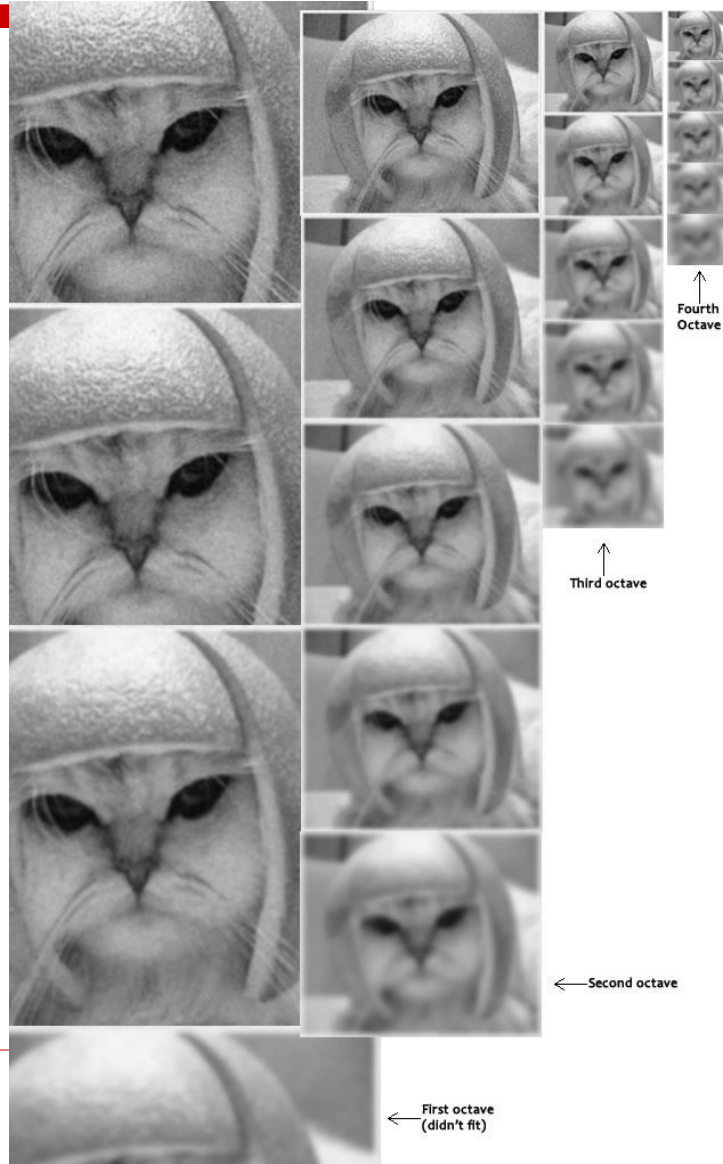 Fourth
Octave
Third octave
Second octave
First octave
(didn't fit)